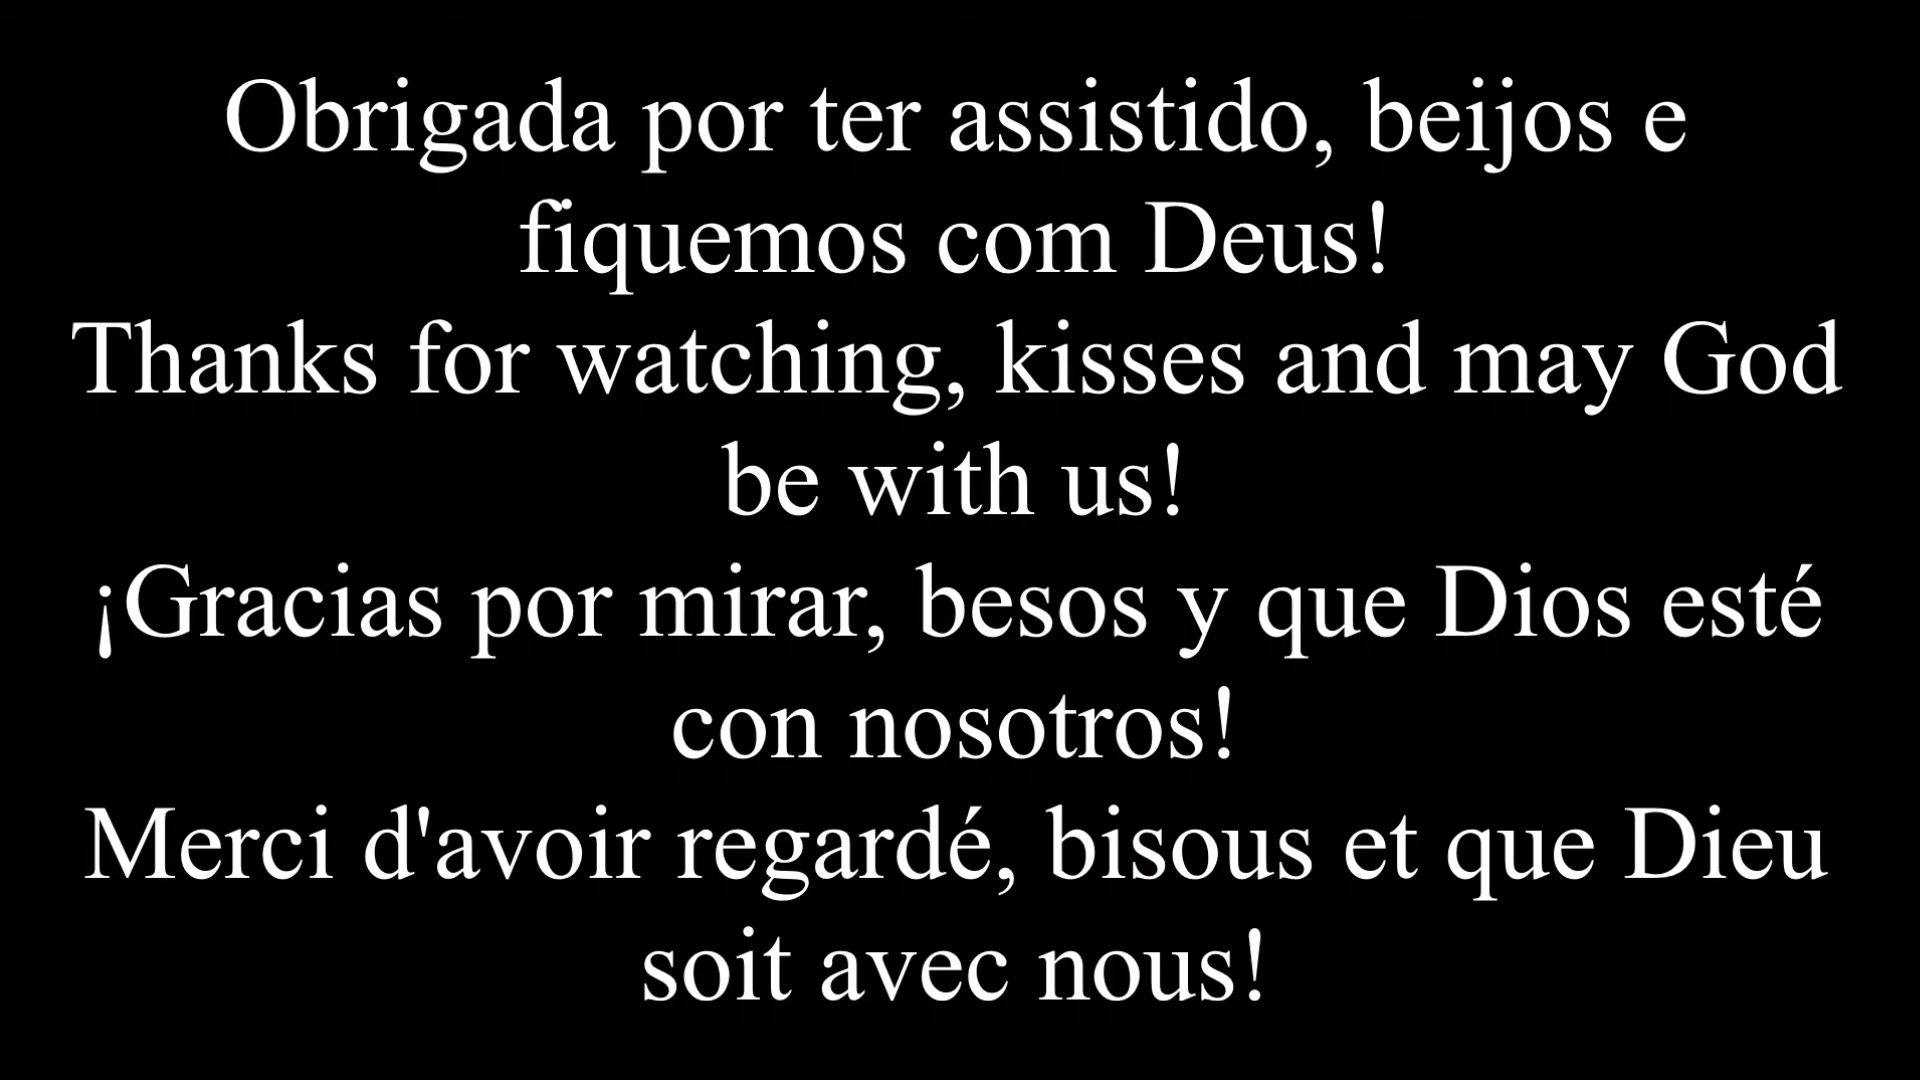 Obrigada por ter assistido, beijos e
fiquemos com Deus!
Thanks for watching, kisses and may God
be with us!
¡Gracias por mirar, besos y que Dios esté
con nosotros!
Merci d'avoir regardé, bisous et que Dieu
soit avec nous!